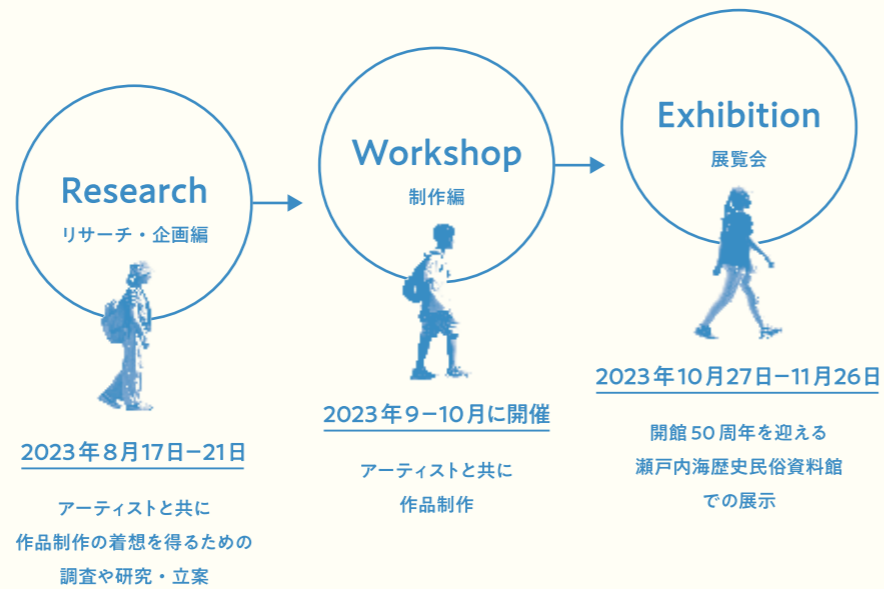 Research
リサーチ・企画編
2023年8月17日−21日
アーティストと共に
作品制作の着想を得るための
調査や研究・立案
Workshop
制作編
2023年9−10月に開催
アーティストと共に
作品制作
Exhibition
展覧会
2023年10月27日−11月26日
開館50周年を迎える
瀬戸内海歴史民俗資料館
での展示